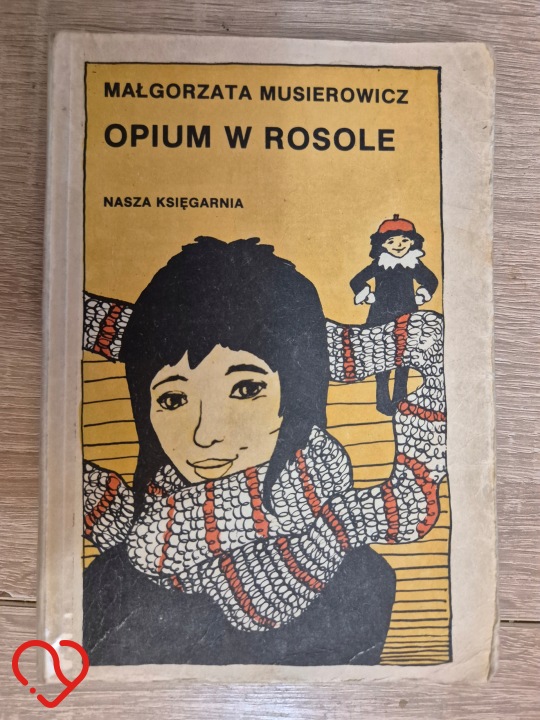 MAŁGORZATA MUSIEROWICZ
OPIUM W ROSOLE
NASZA KSIĘGARNIA